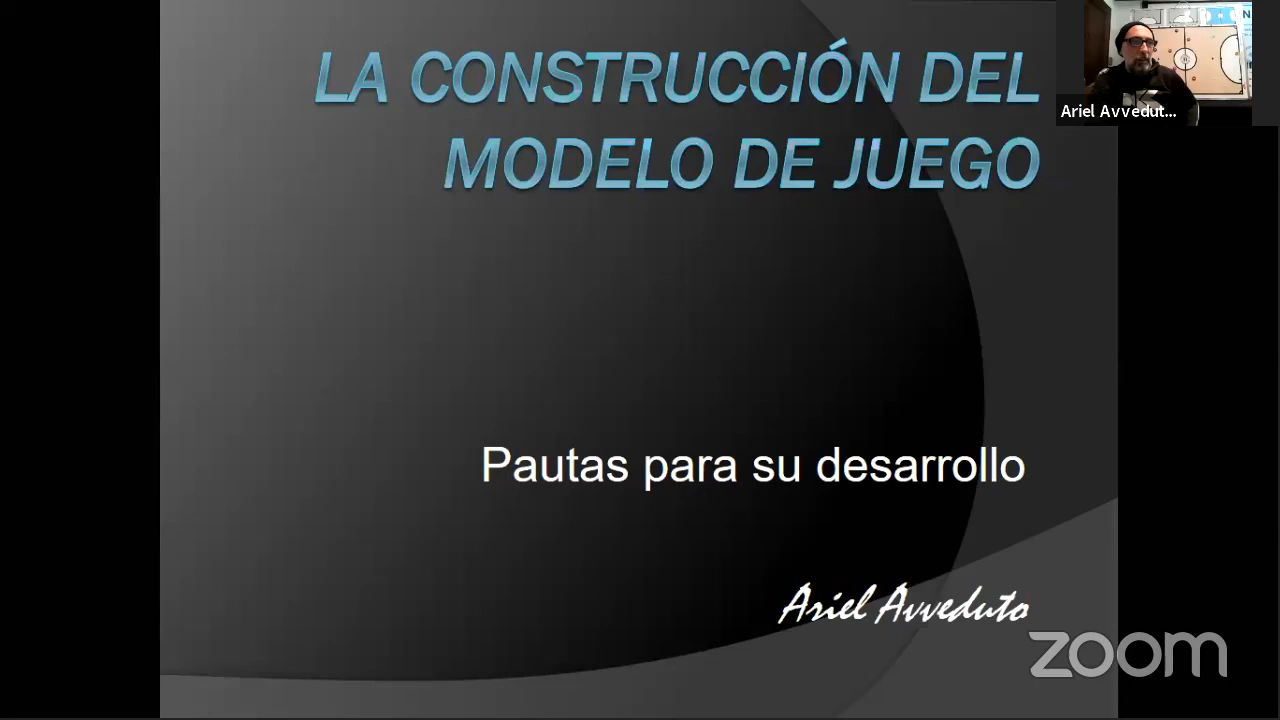 LA CONSTRUCCIÓN DEL
MODELO DE JUEGO
Ariel Avvedut...
Pautas para su desarrollo
Ariel Avveduto
zoom